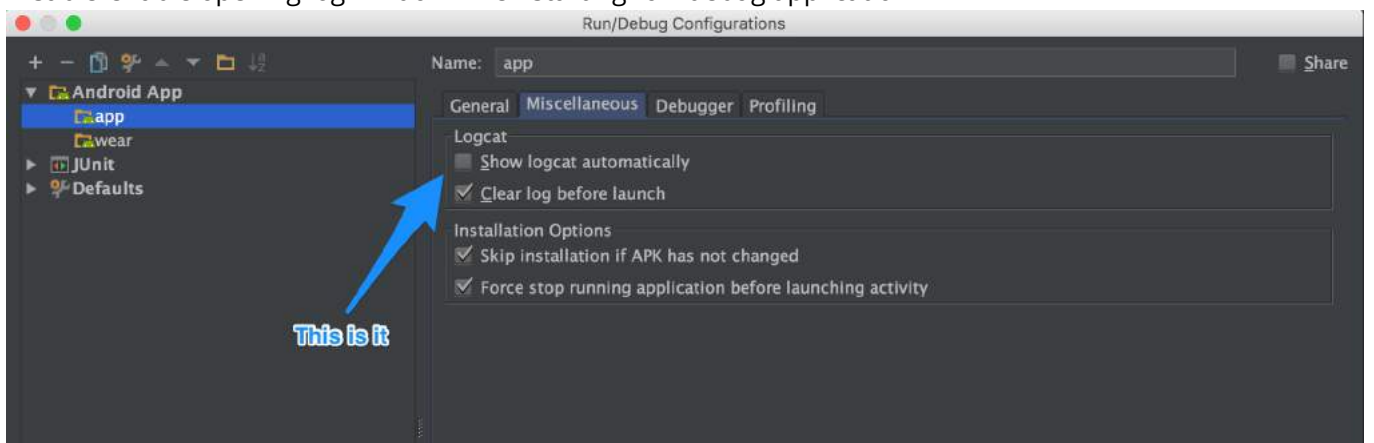 Run/Debug Configurations
Name: app
Share
Android App
app
wear
JUnit
Defaults
General Miscellaneous Debugger Profiling
Logcat
Show logcat automatically
Clear log before launch
Installation Options
Skip installation if APK has not changed
Force stop running application before launching activity
This is it